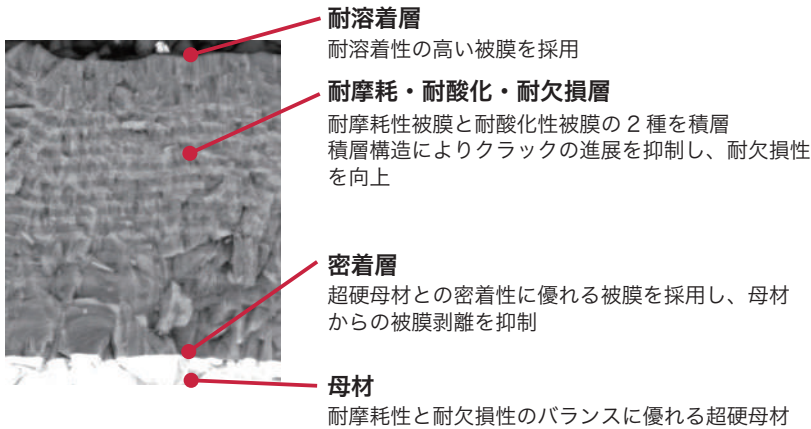 耐溶着層
耐溶着性の高い被膜を採用
耐摩耗・耐酸化・耐欠損層
耐摩耗性被膜と耐酸化性被膜の2種を積層
積層構造によりクラックの進展を抑制し、耐欠損性
を向上
密着層
超硬母材との密着性に優れる被膜を採用し、母材
からの被膜剥離を抑制
母材
耐摩耗性と耐欠損性のバランスに優れる超硬母材